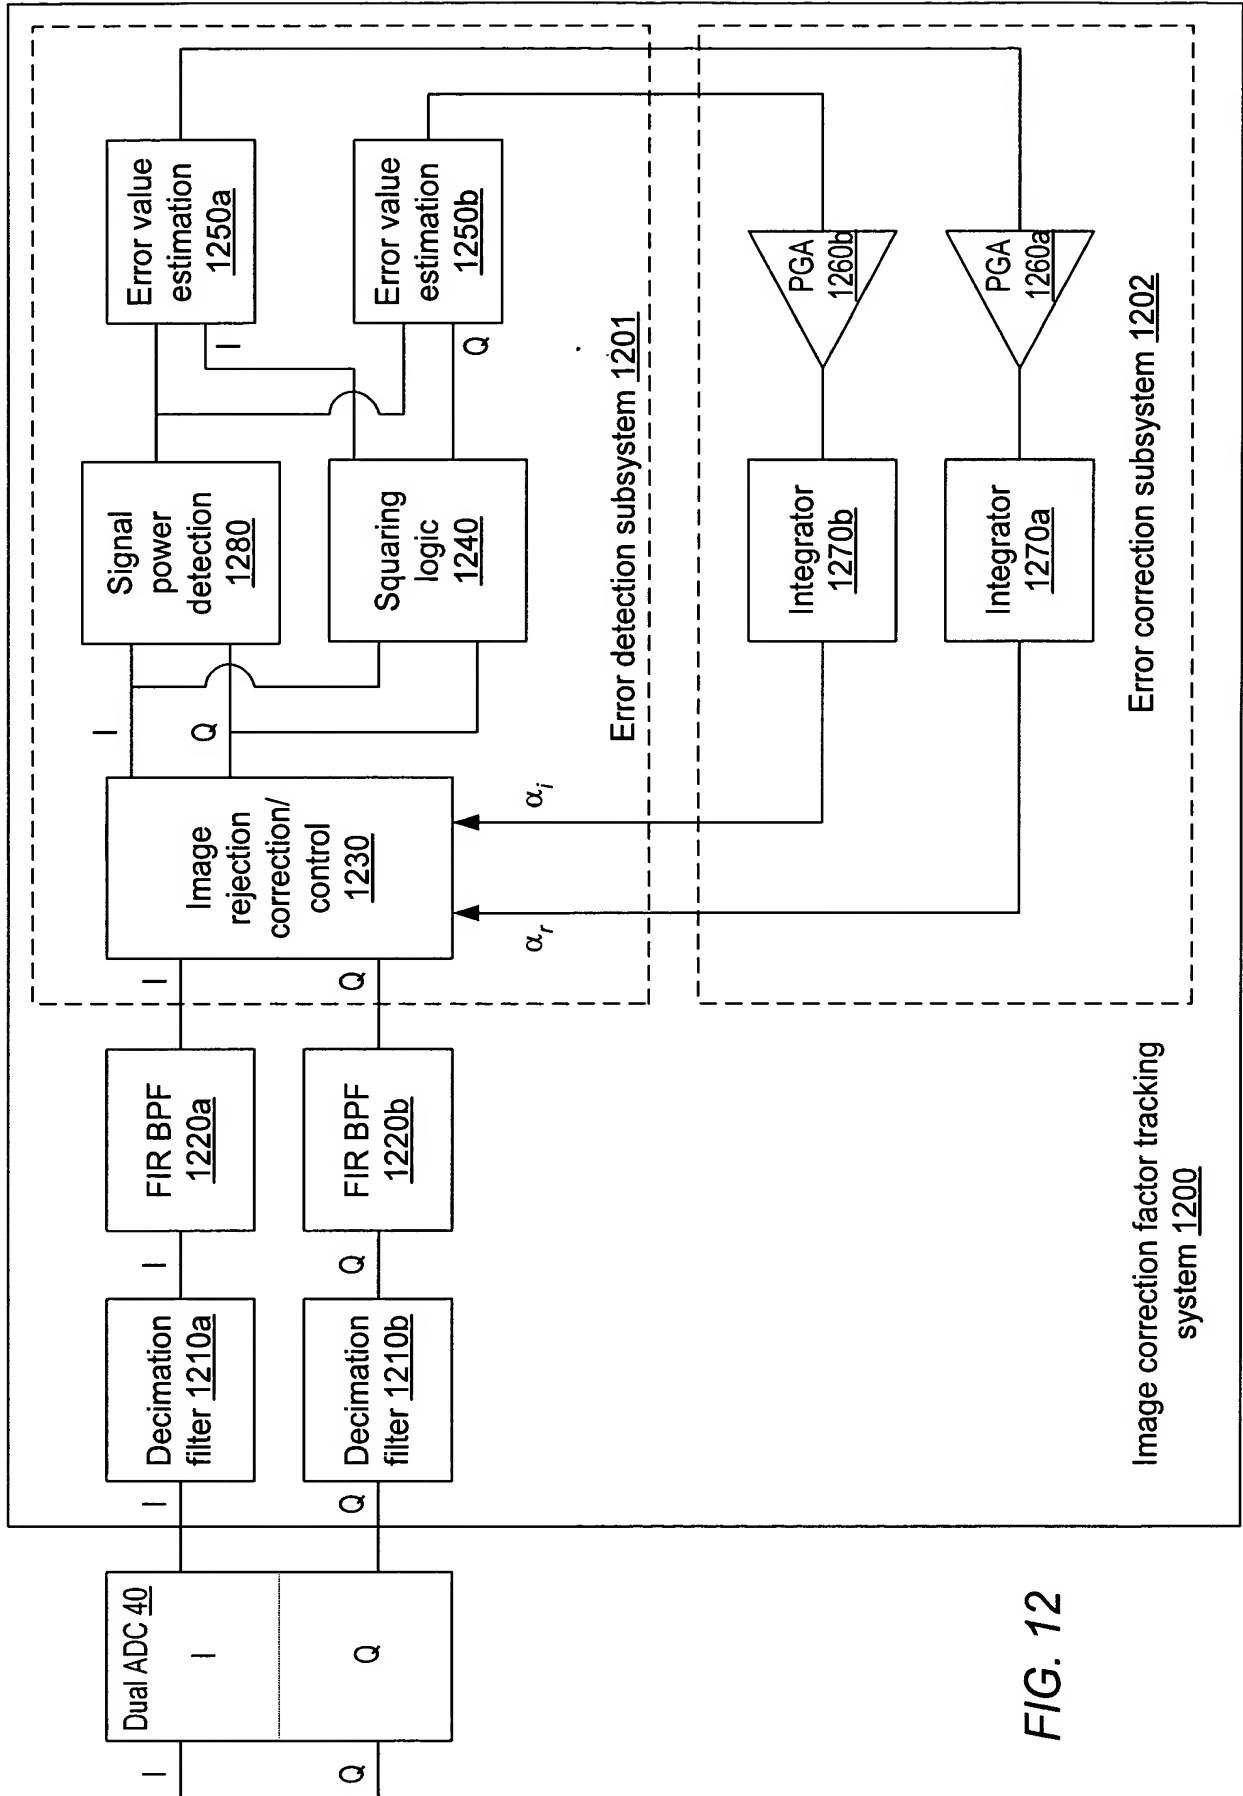 I
Q
Dual ADC 40
I
Q
I
Q
Decimation
filter 1210a
Decimation
filter 1210b
I
Q
FIR BPF
1220a
FIR BPF
1220b
I
Q
Image
rejection
correction/
control
1230
I
Q
Signal
power
detection
1280
Squaring
logic
1240
I
Q
Error value
estimation
1250a
Error value
estimation
1250b
Error detection subsystem 1201
αr
αi
Integrator
1270b
PGA
1260b
Integrator
1270a
PGA
1260a
Error correction subsystem 1202
Image correction factor tracking
system 1200
FIG. 12